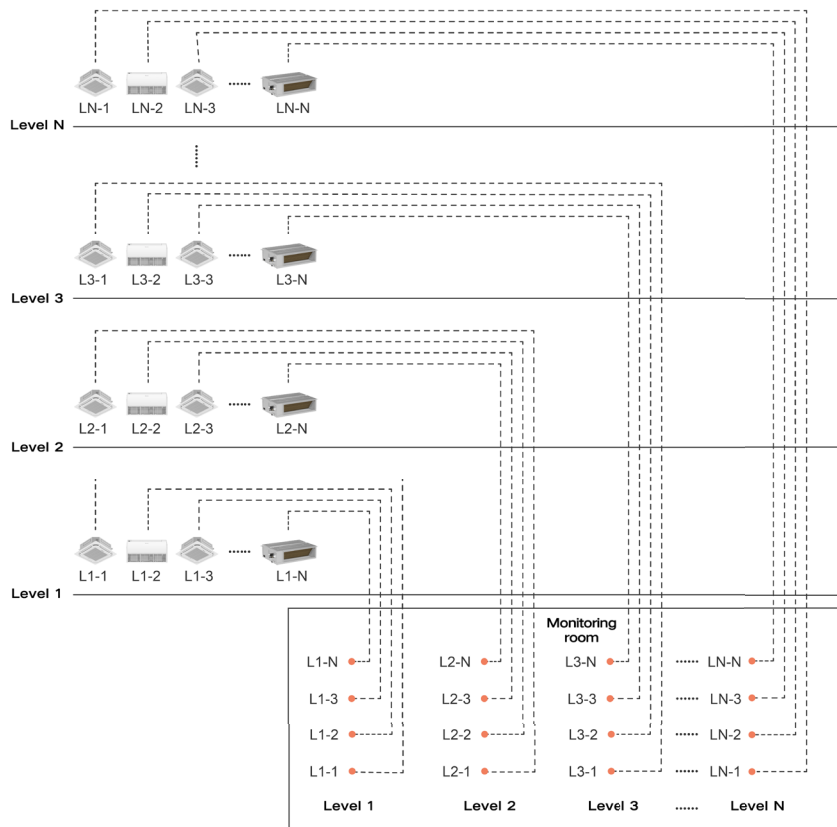 LN-1 LN-2 LN-3 ...... LN-N
Level N
......
L3-1 L3-2 L3-3 ...... L3-N
Level 3
L2-1 L2-2 L2-3 ...... L2-N
Level 2
L1-1 L1-2 L1-3 ...... L1-N
Level 1
Monitoring
room
L1-N L2-N L3-N ...... LN-N
L1-3 L2-3 L3-3 ...... LN-3
L1-2 L2-2 L3-2 ...... LN-2
L1-1 L2-1 L3-1 ...... LN-1
Level 1 Level 2 Level 3 ...... Level N